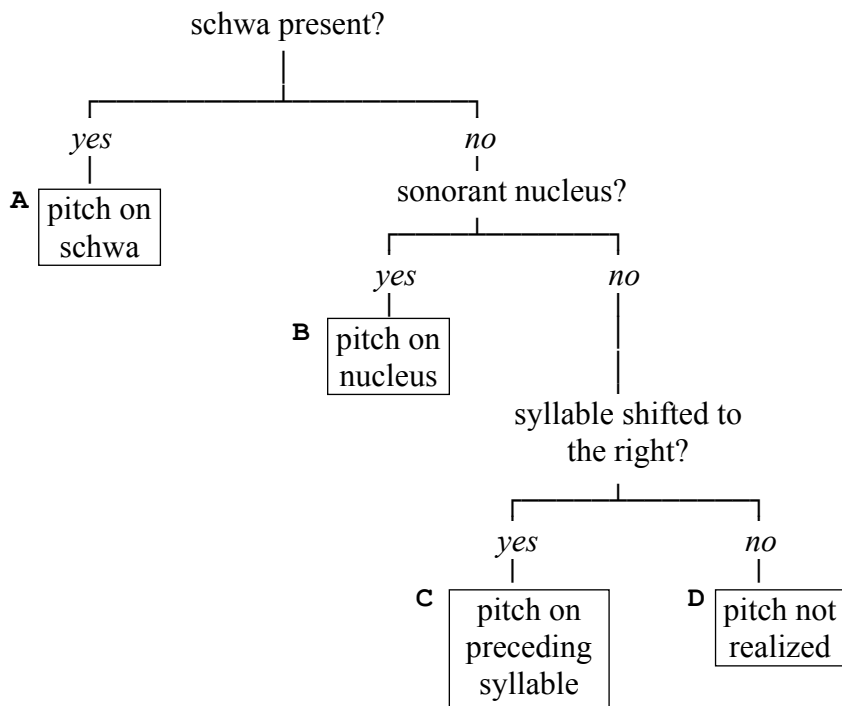 schwa present?
yes
no
A
pitch on
schwa
sonorant nucleus?
yes
no
B
pitch on
nucleus
syllable shifted to
the right?
yes
no
C
pitch on
preceding
syllable
D
pitch not
realized